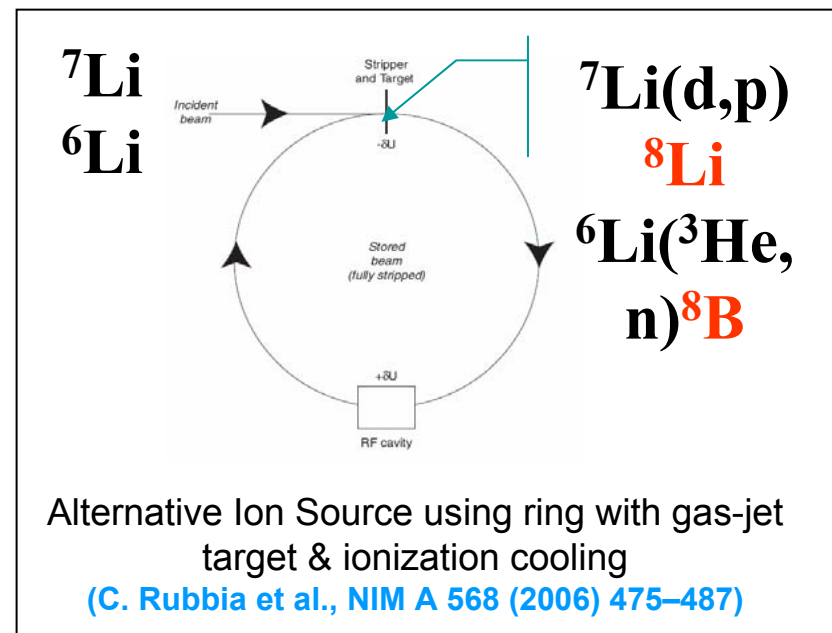 ⁷Li
⁶Li
Incident
beam
Stripper
and Target
-δU
Stored
beam
(fully stripped)
+δU
RF cavity
⁷Li(d,p)
⁸Li
⁶Li(³He,
n)⁸B
Alternative Ion Source using ring with gas-jet
target & ionization cooling
(C. Rubbia et al., NIM A 568 (2006) 475–487)